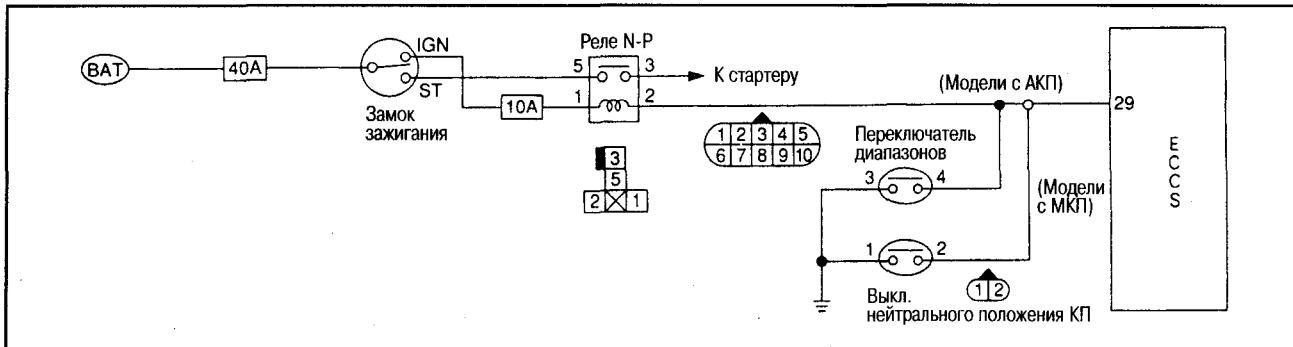 BAT
40A
IGN
ST
Замок
зажигания
10A
Реле N-P
5
3
1
2
К стартеру
3
5
2
1
1 2 3 4 5
6 7 8 9 10
(Модели с АКП)
29
Переключатель
диапазонов
3
4
(Модели
с МКП)
1
2
1 2
Выкл.
нейтрального положения КП
E
C
C
S